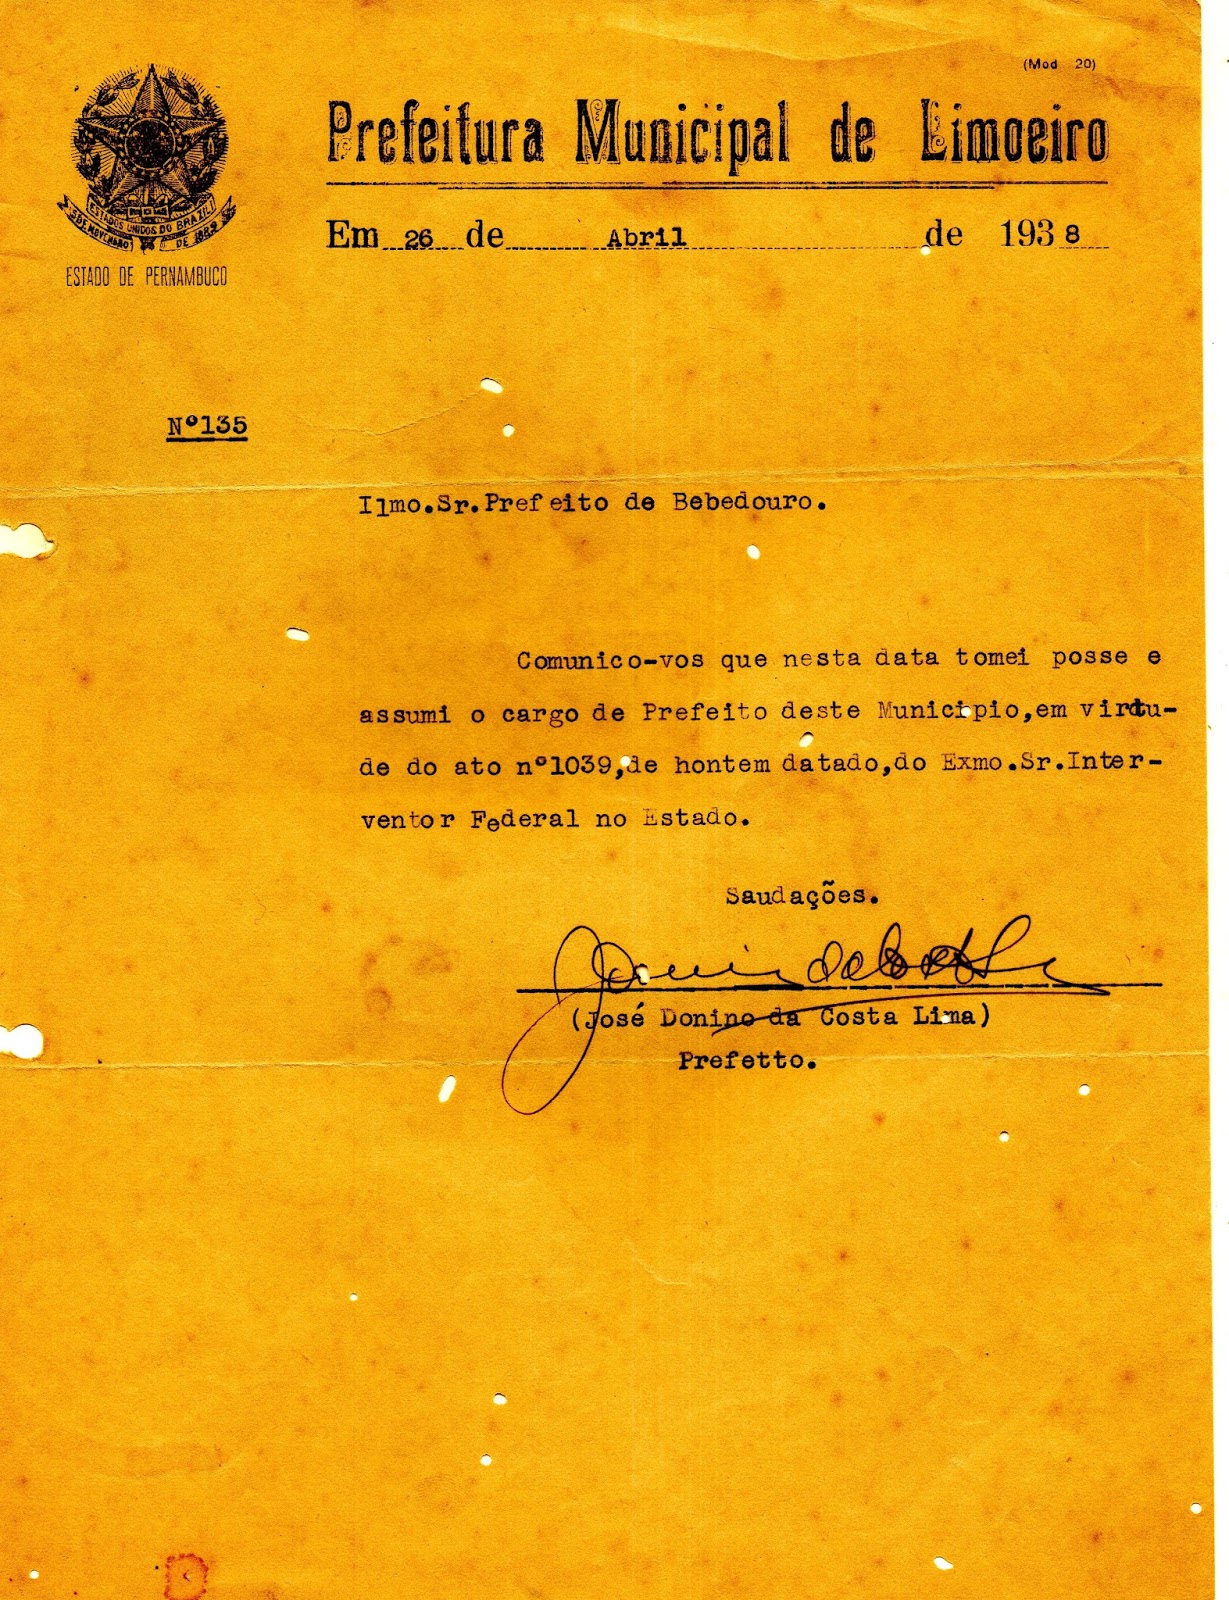 (Mod 20)
Prefeitura Municipal de Limoeiro
Em 26 de Abril de 1938
ESTADOS UNIDOS DO BRAZIL
15 DE NOVEMBRO DE 1889
ESTADO DE PERNAMBUCO
Nº135
Ilmo.Sr.Prefeito de Bebedouro.
Comunico-vos que nesta data tomei posse e
assumi o cargo de Prefeito deste Municipio,em virtu-
de do ato nº1039,de hontem datado,do Exmo.Sr.Inter-
ventor Federal no Estado.
Saudações.
(José Donino da Costa Lima)
Prefetto.